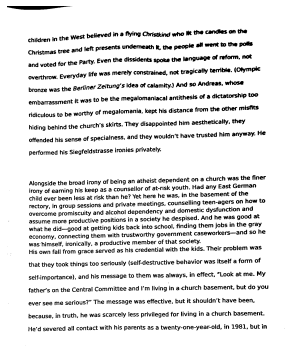 children in the West believed in a flying Christkind who lit the candles on the
Christmas tree and left presents underneath it, the people all went to the polls
and voted for the Party. Even the dissidents spoke the language of reform, not
overthrow. Everyday life was merely constrained, not tragically terrible. (Olympic
bronze was the Berliner Zeitung's idea of calamity.) And so Andreas, whose
embarrassment it was to be the megalomaniacal antithesis of a dictatorship too
ridiculous to be worthy of megalomania, kept his distance from the other misfits
hiding behind the church's skirts. They disappointed him aesthetically, they
offended his sense of specialness, and they wouldn't have trusted him anyway. He
performed his Siegfeldstrasse ironies privately.
Alongside the broad irony of being an atheist dependent on a church was the finer
irony of earning his keep as a counselor of at-risk youth. Had any East German
child ever been less at risk than he? Yet here he was, in the basement of the
rectory, in group sessions and private meetings, counselling teen-agers on how to
overcome promiscuity and alcohol dependency and domestic dysfunction and
assume more productive positions in a society he despised. And he was good at
what he did—good at getting kids back into school, finding them jobs in the gray
economy, connecting them with trustworthy government caseworkers—and so he
was himself, ironically, a productive member of that society.
His own fall from grace served as his credential with the kids. Their problem was
that they took things too seriously (self-destructive behavior was itself a form of
self-importance), and his message to them was always, in effect, "Look at me. My
father's on the Central Committee and I'm living in a church basement, but do you
ever see me serious?" The message was effective, but it shouldn't have been,
because, in truth, he was scarcely less privileged for living in a church basement.
He'd severed all contact with his parents as a twenty-one-year-old, in 1981, but in